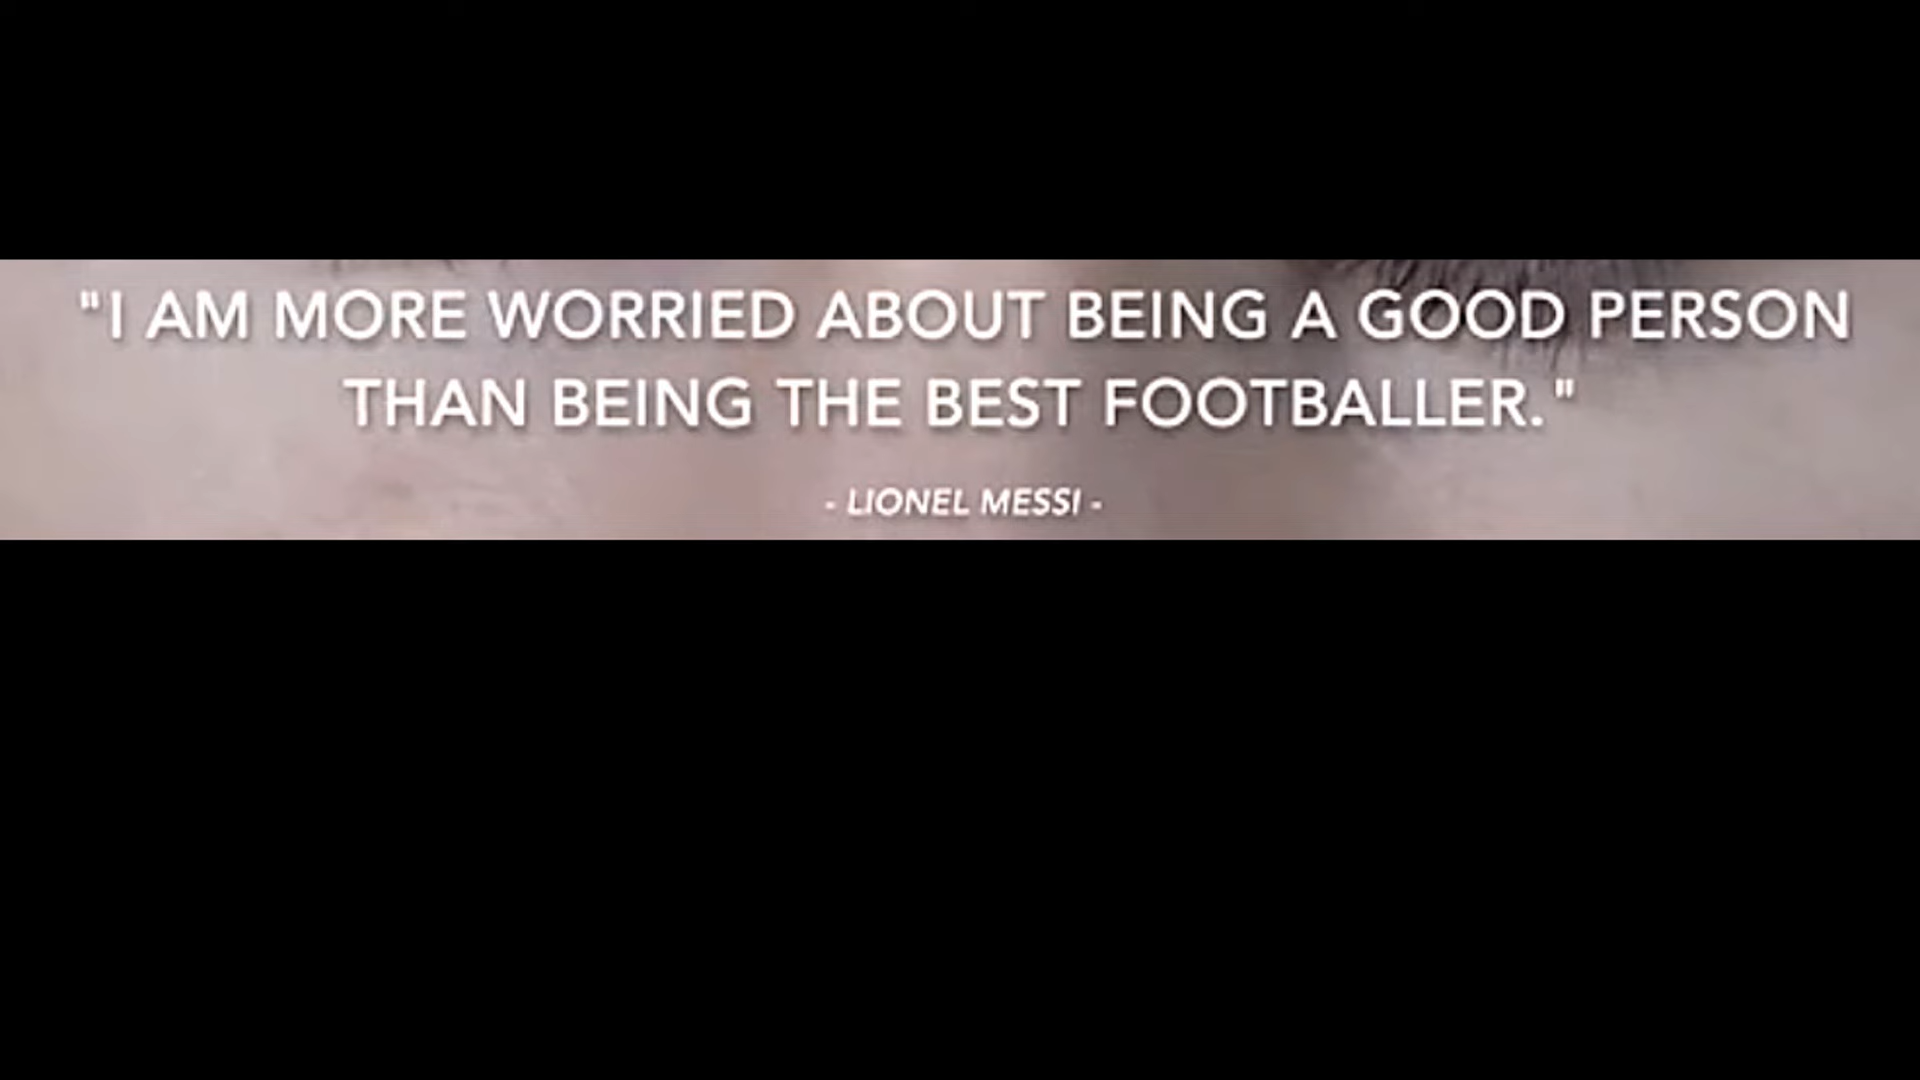 "I AM MORE WORRIED ABOUT BEING A GOOD PERSON
THAN BEING THE BEST FOOTBALLER."
- LIONEL MESSI -